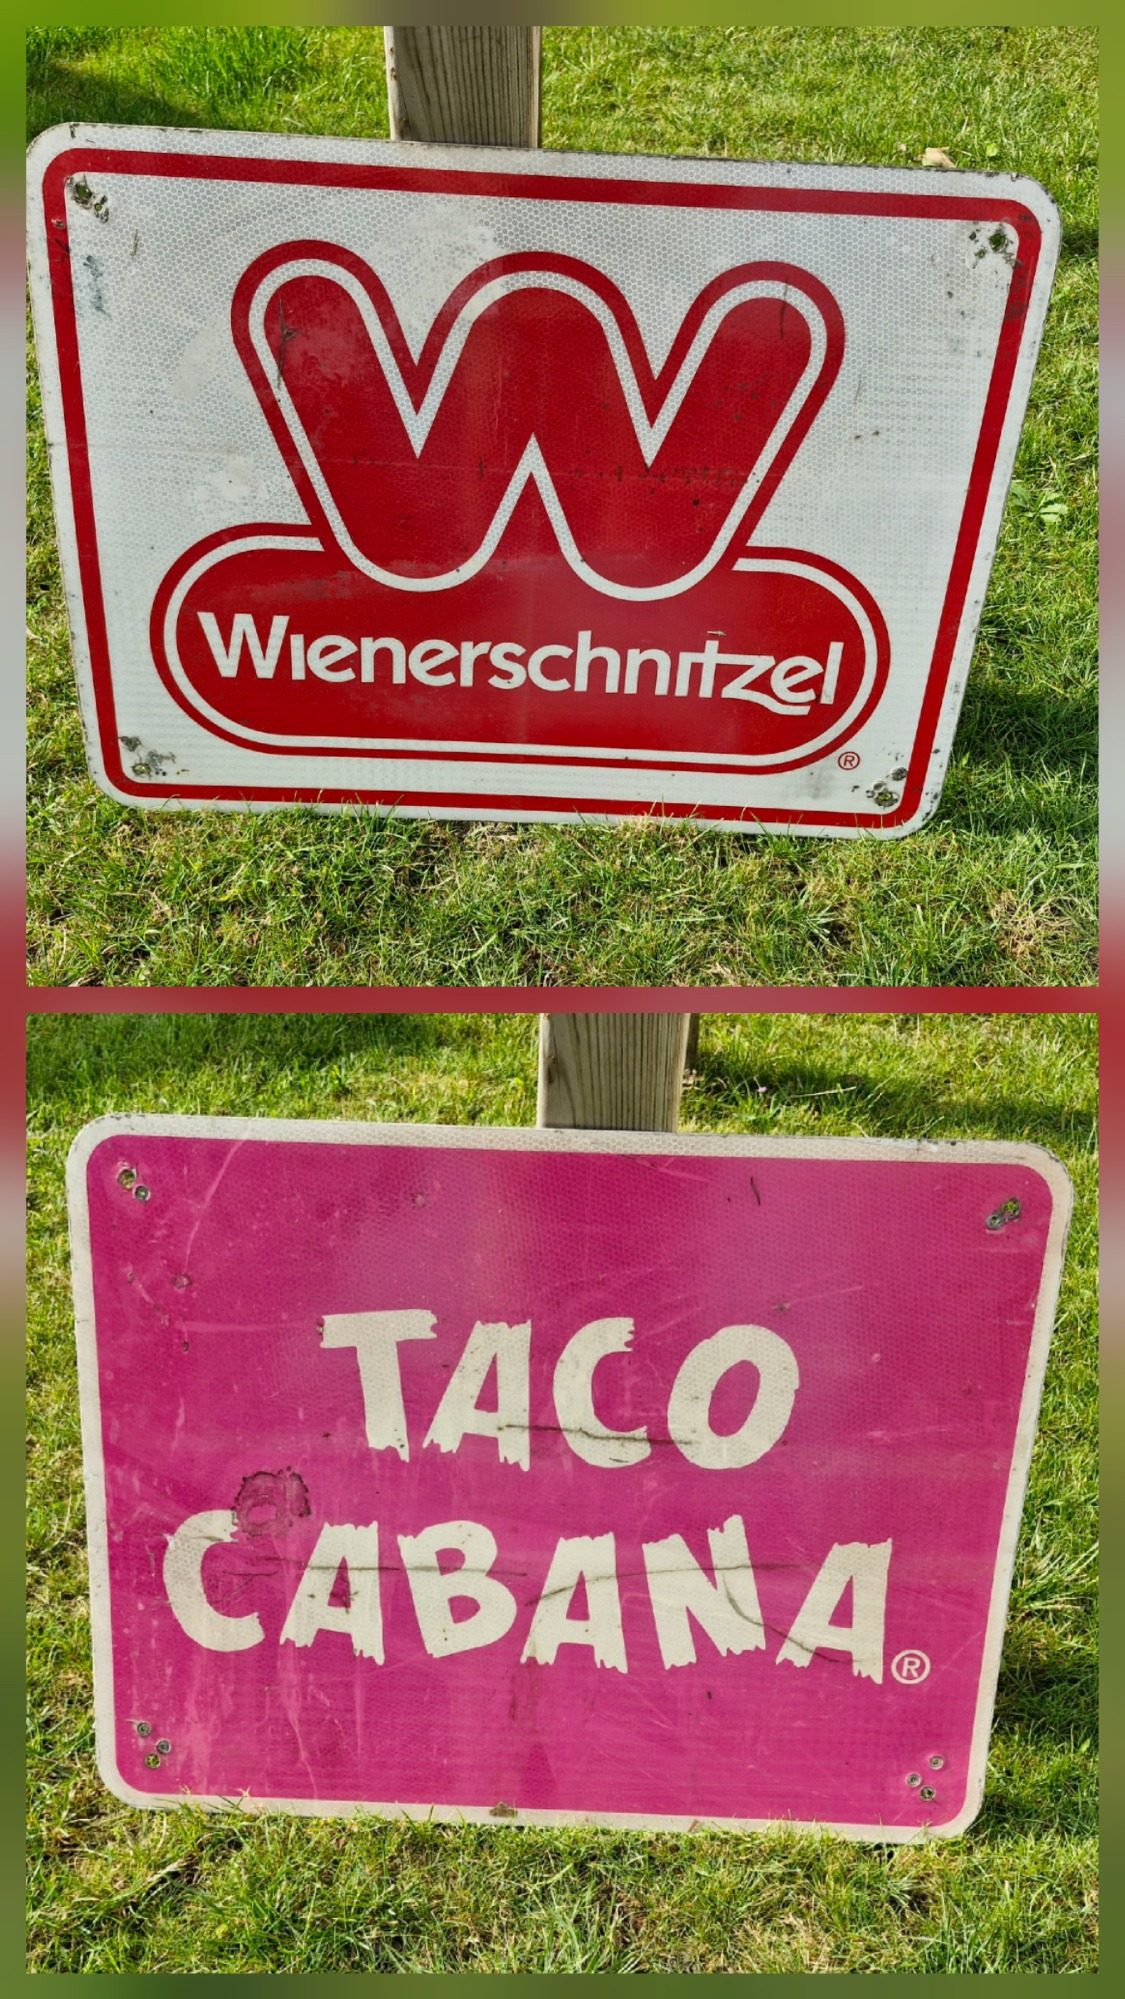 W
Wienerschnitzel
®
TACO
CABANA®